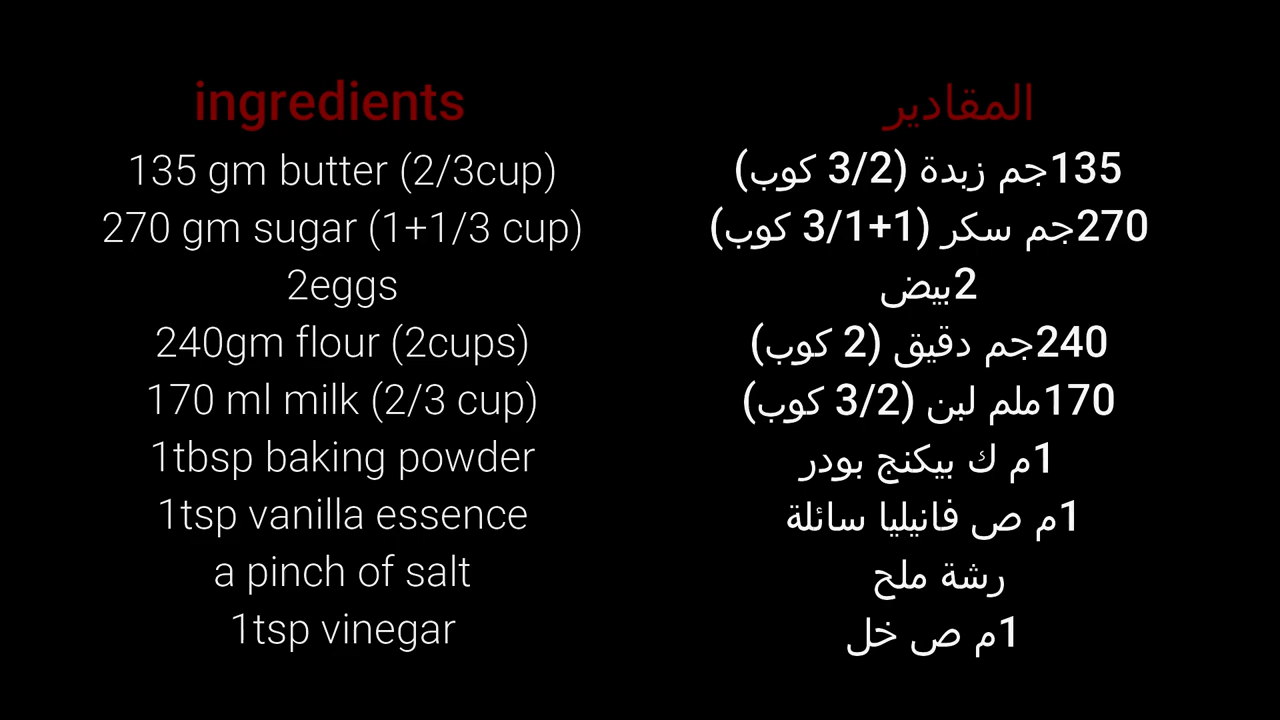 ingredients
135 gm butter (2/3cup)
270 gm sugar (1+1/3 cup)
2eggs
240gm flour (2cups)
170 ml milk (2/3 cup)
1tbsp baking powder
1tsp vanilla essence
a pinch of salt
1tsp vinegar
المقادير
135جم زبدة (3/2 كوب)
270جم سكر (1+3/1 كوب)
2بيض
240جم دقيق (2 كوب)
170ملم لبن (3/2 كوب)
1م ك بيكنج بودر
1م ص فانيليا سائلة
رشة ملح
1م ص خل